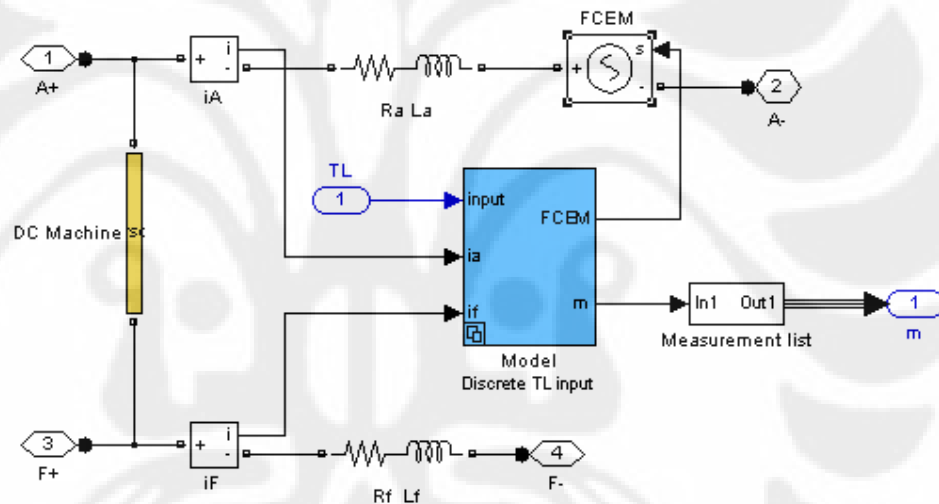 FCEM
1
A+
+
i
-
iA
Ra La
+
s
-
2
A-
TL
1
input
FCEM
ia
if
m
DC Machine
In1 Out1
1
m
Measurement list
Model
Discrete TL input
3
F+
+
i
-
iF
Rf Lf
4
F-